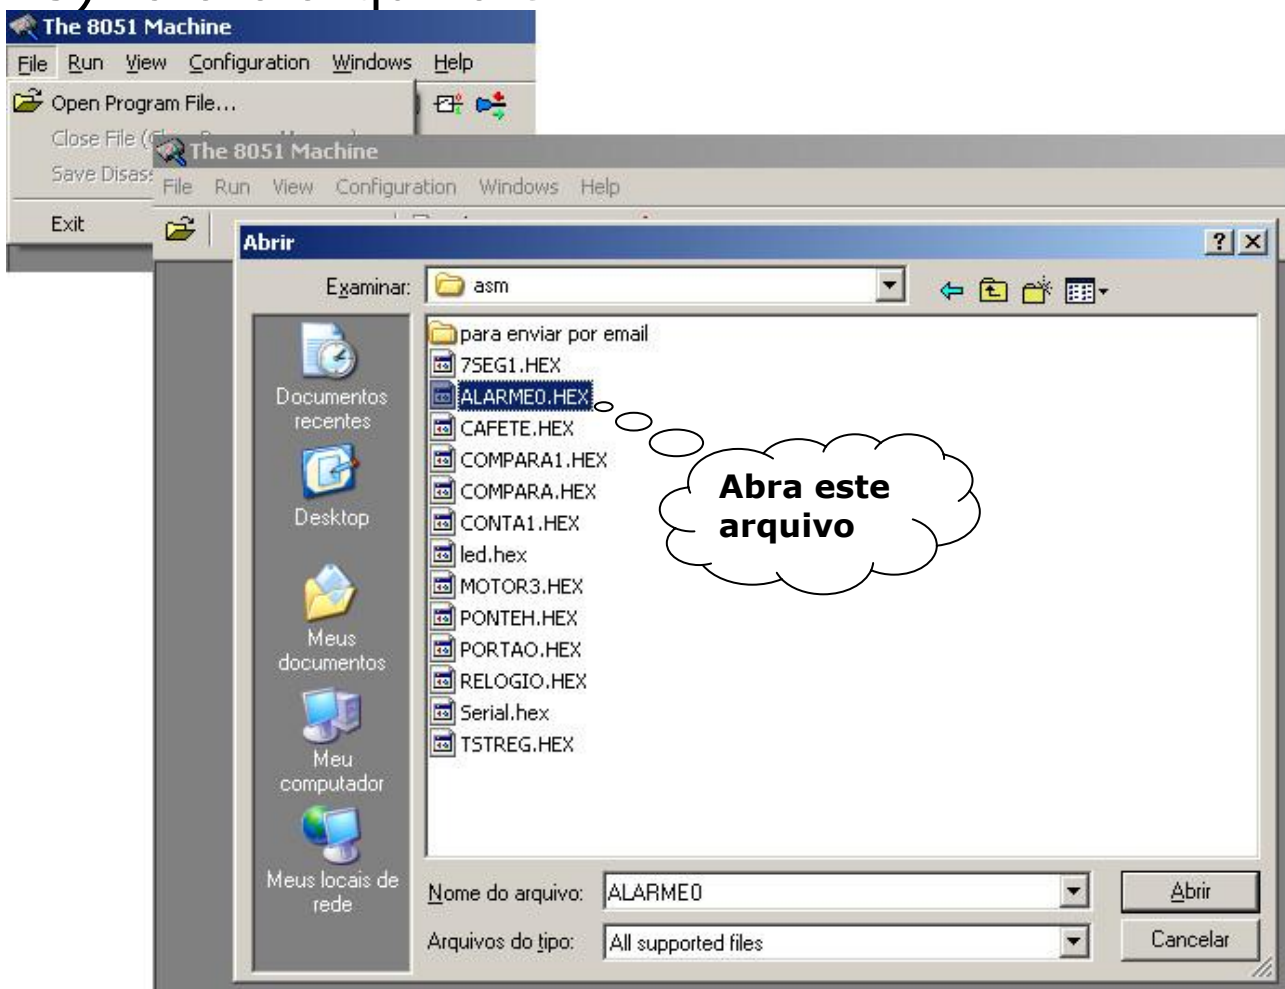 The 8051 Machine
File Run View Configuration Windows Help
Open Program File...
Close File
Save Disass
Exit
The 8051 Machine
File Run View Configuration Windows Help
Abrir
Examinar: asm
para enviar por email
7SEG1.HEX
ALARME0.HEX
CAFETE.HEX
COMPARA1.HEX
COMPARA.HEX
CONTA1.HEX
led.hex
MOTOR3.HEX
PONTEH.HEX
PORTAO.HEX
RELOGIO.HEX
Serial.hex
TSTREG.HEX
Abra este
arquivo
Documentos
recentes
Desktop
Meus
documentos
Meu
computador
Meus locais de
rede
Nome do arquivo: ALARME0 Abrir
Arquivos do tipo: All supported files Cancelar